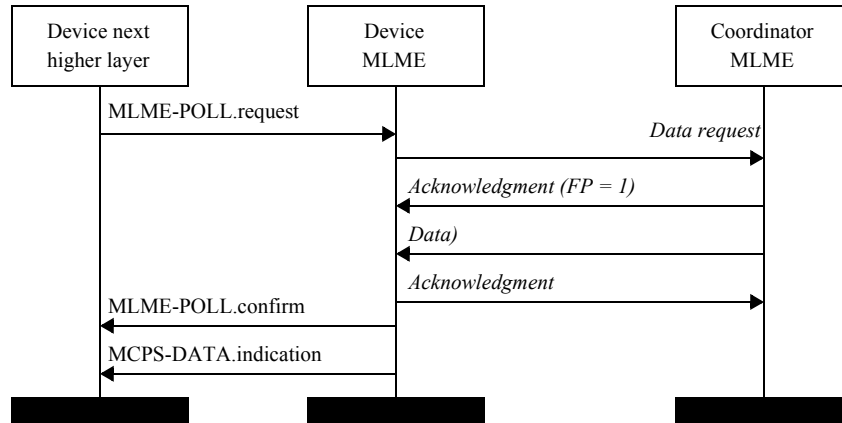 Device next
higher layer
Device
MLME
Coordinator
MLME
MLME-POLL.request
Data request
Acknowledgment (FP = 1)
Data)
Acknowledgment
MLME-POLL.confirm
MCPS-DATA.indication